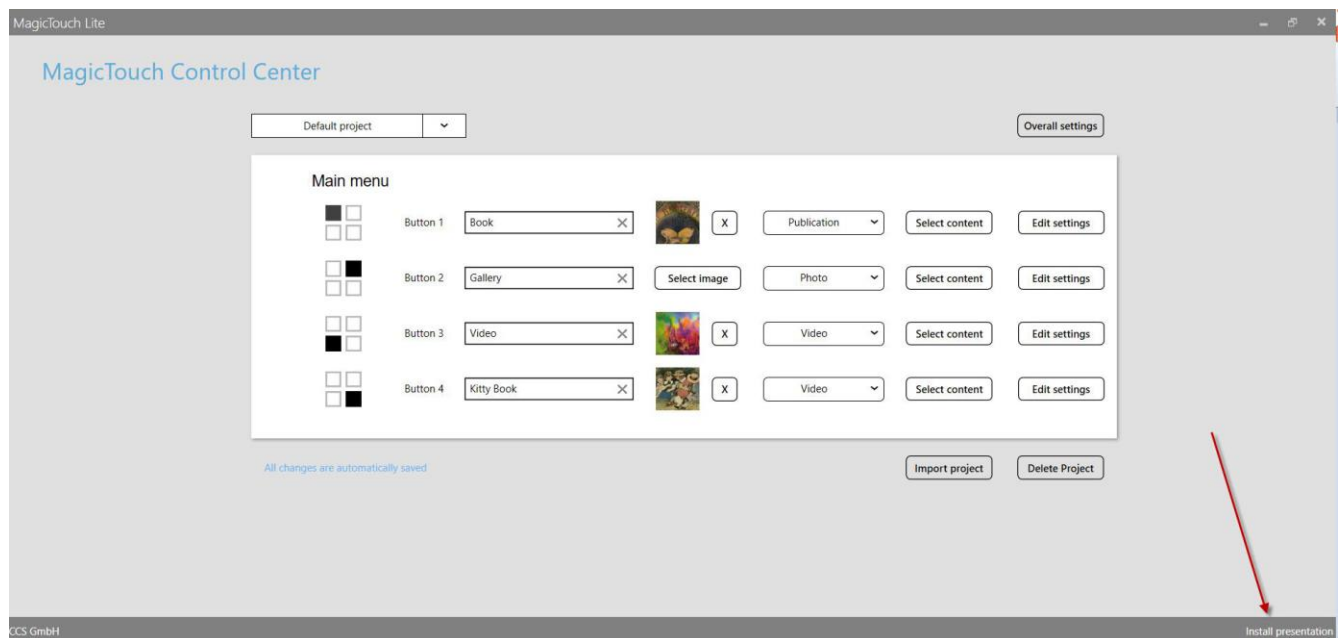 MagicTouch Lite
MagicTouch Control Center
Default project
Overall settings
Main menu
Button 1 Book X Publication Select content Edit settings
Button 2 Gallery Select image Photo Select content Edit settings
Button 3 Video X Video Select content Edit settings
Button 4 Kitty Book X Video Select content Edit settings
All changes are automatically saved Import project Delete Project
CCS GmbH Install presentation